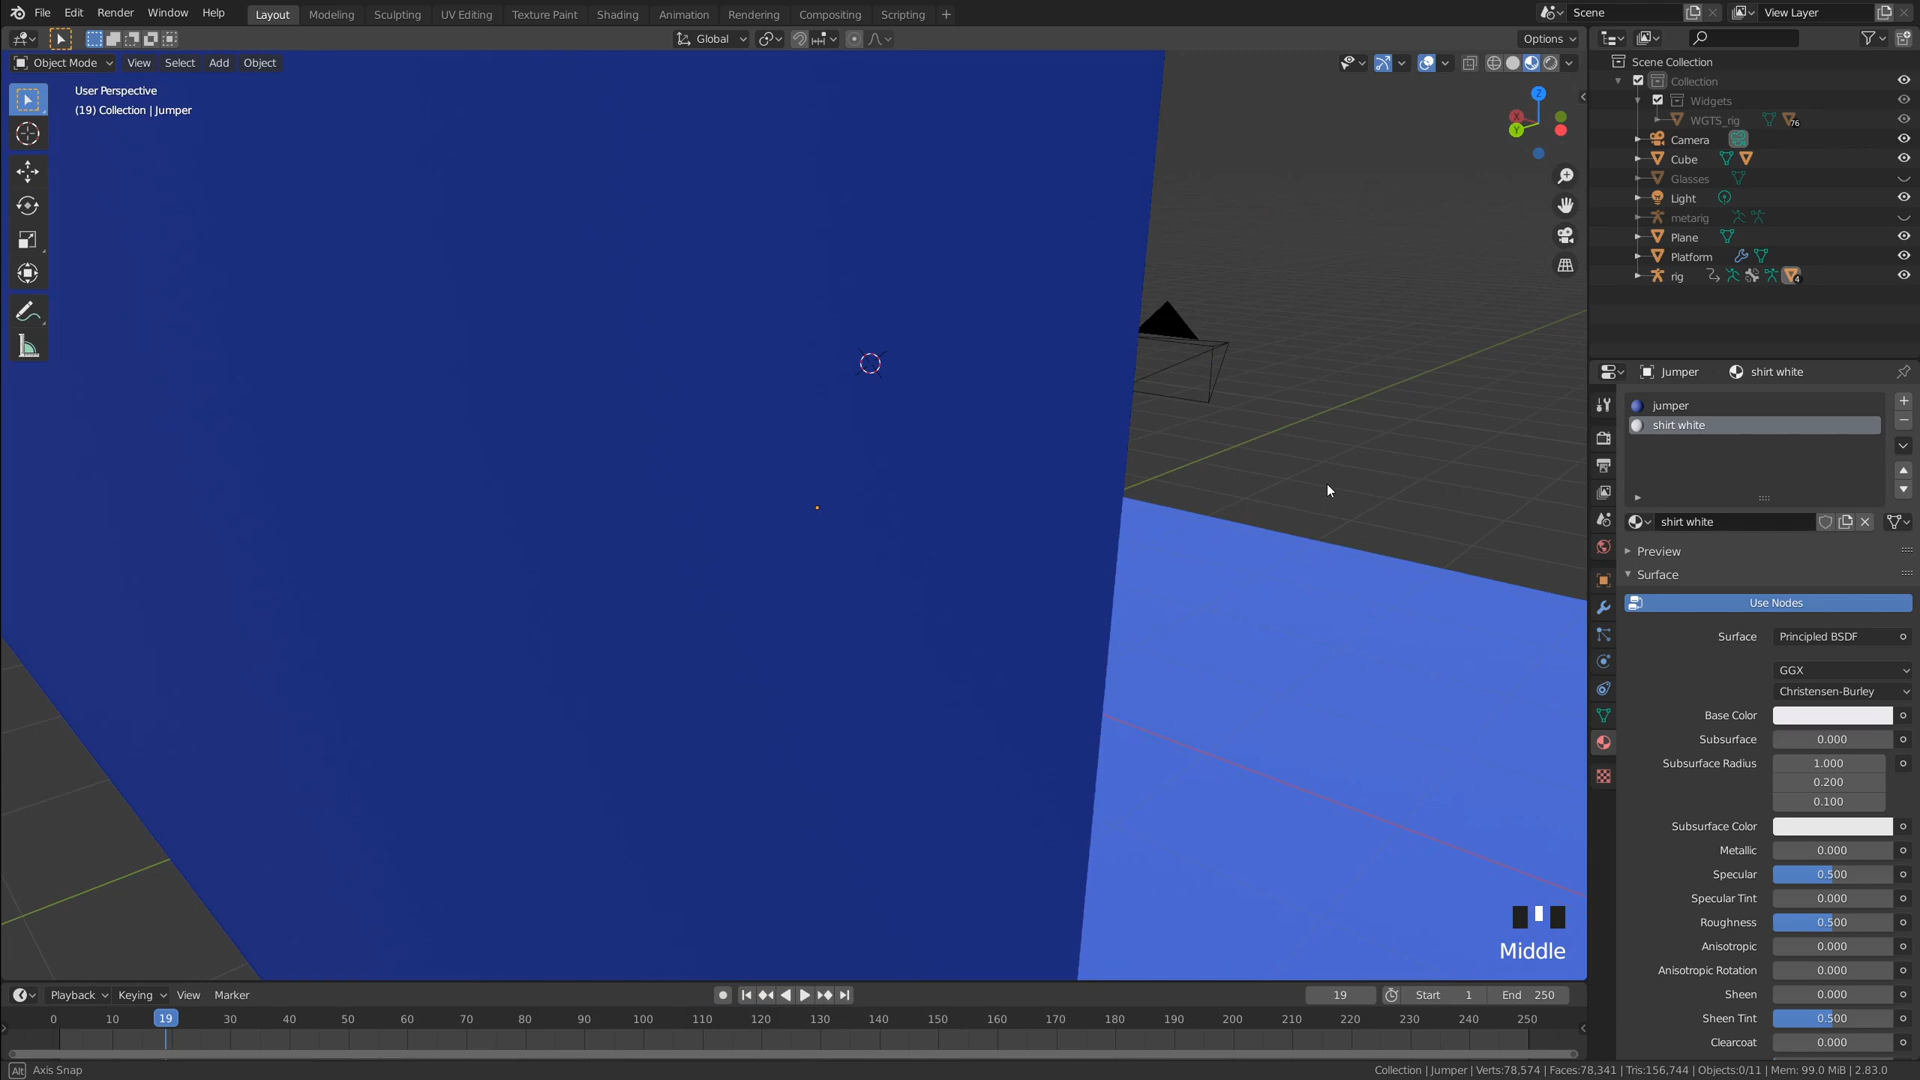 File Edit Render Window Help Layout Modeling Sculpting UV Editing Texture Paint Shading Animation Rendering Compositing Scripting + Scene View Layer
Global Options
Object Mode View Select Add Object
User Perspective
(19) Collection | Jumper
Z
X
Y
Scene Collection
Collection
Widgets
WGTS_rig 76
Camera
Cube
Glasses
Light
metarig
Plane
Platform
rig 4
Jumper shirt white
jumper
shirt white
shirt white
Preview
Surface
Use Nodes
Surface Principled BSDF
GGX
Christensen-Burley
Base Color
Subsurface 0.000
Subsurface Radius 1.000
0.200
0.100
Subsurface Color
Metallic 0.000
Specular 0.500
Specular Tint 0.000
Roughness 0.500
Anisotropic 0.000
Anisotropic Rotation 0.000
Sheen 0.000
Sheen Tint 0.500
Clearcoat 0.000
Middle
Playback Keying View Marker 19 Start 1 End 250
0 10 19 30 40 50 60 70 80 90 100 110 120 130 140 150 160 170 180 190 200 210 220 230 240 250
Alt Axis Snap
Collection | Jumper | Verts:78,574 | Faces:78,341 | Tris:156,744 | Objects:0/11 | Mem: 99.0 MiB | 2.83.0